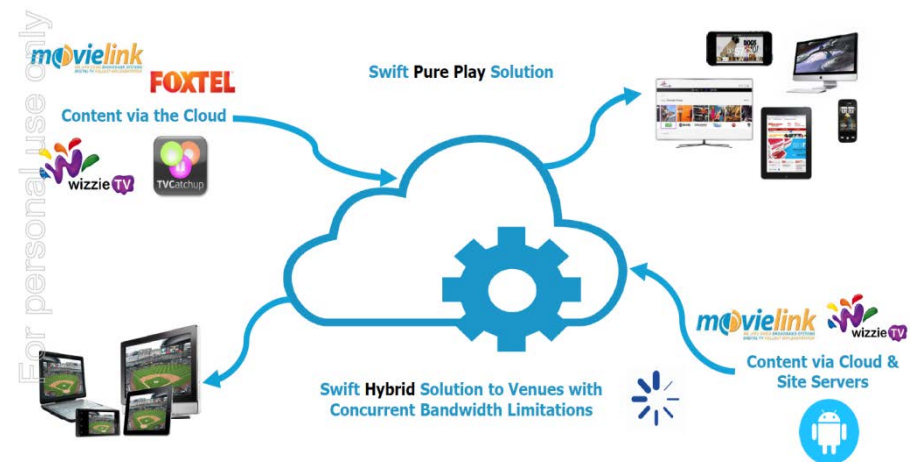 For personal use only
movielink
FOXTEL
Content via the Cloud
wizzie TV
TVCatchup
Swift Pure Play Solution
movielink
wizzie TV
Content via Cloud &
Site Servers
Swift Hybrid Solution to Venues with
Concurrent Bandwidth Limitations